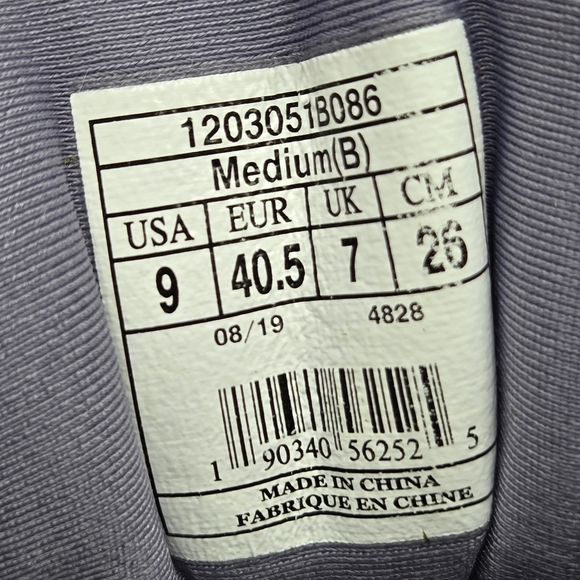 1203051B086
Medium(B)
USA EUR UK CM
9 40.5 7 26
08/19 4828
1 90340 56252 5
MADE IN CHINA
FABRIQUE EN CHINE